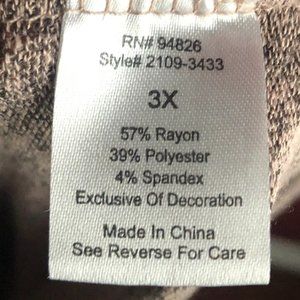 RN# 94826
Style# 2109-3433
3X
57% Rayon
39% Polyester
4% Spandex
Exclusive Of Decoration
Made In China
See Reverse For Care